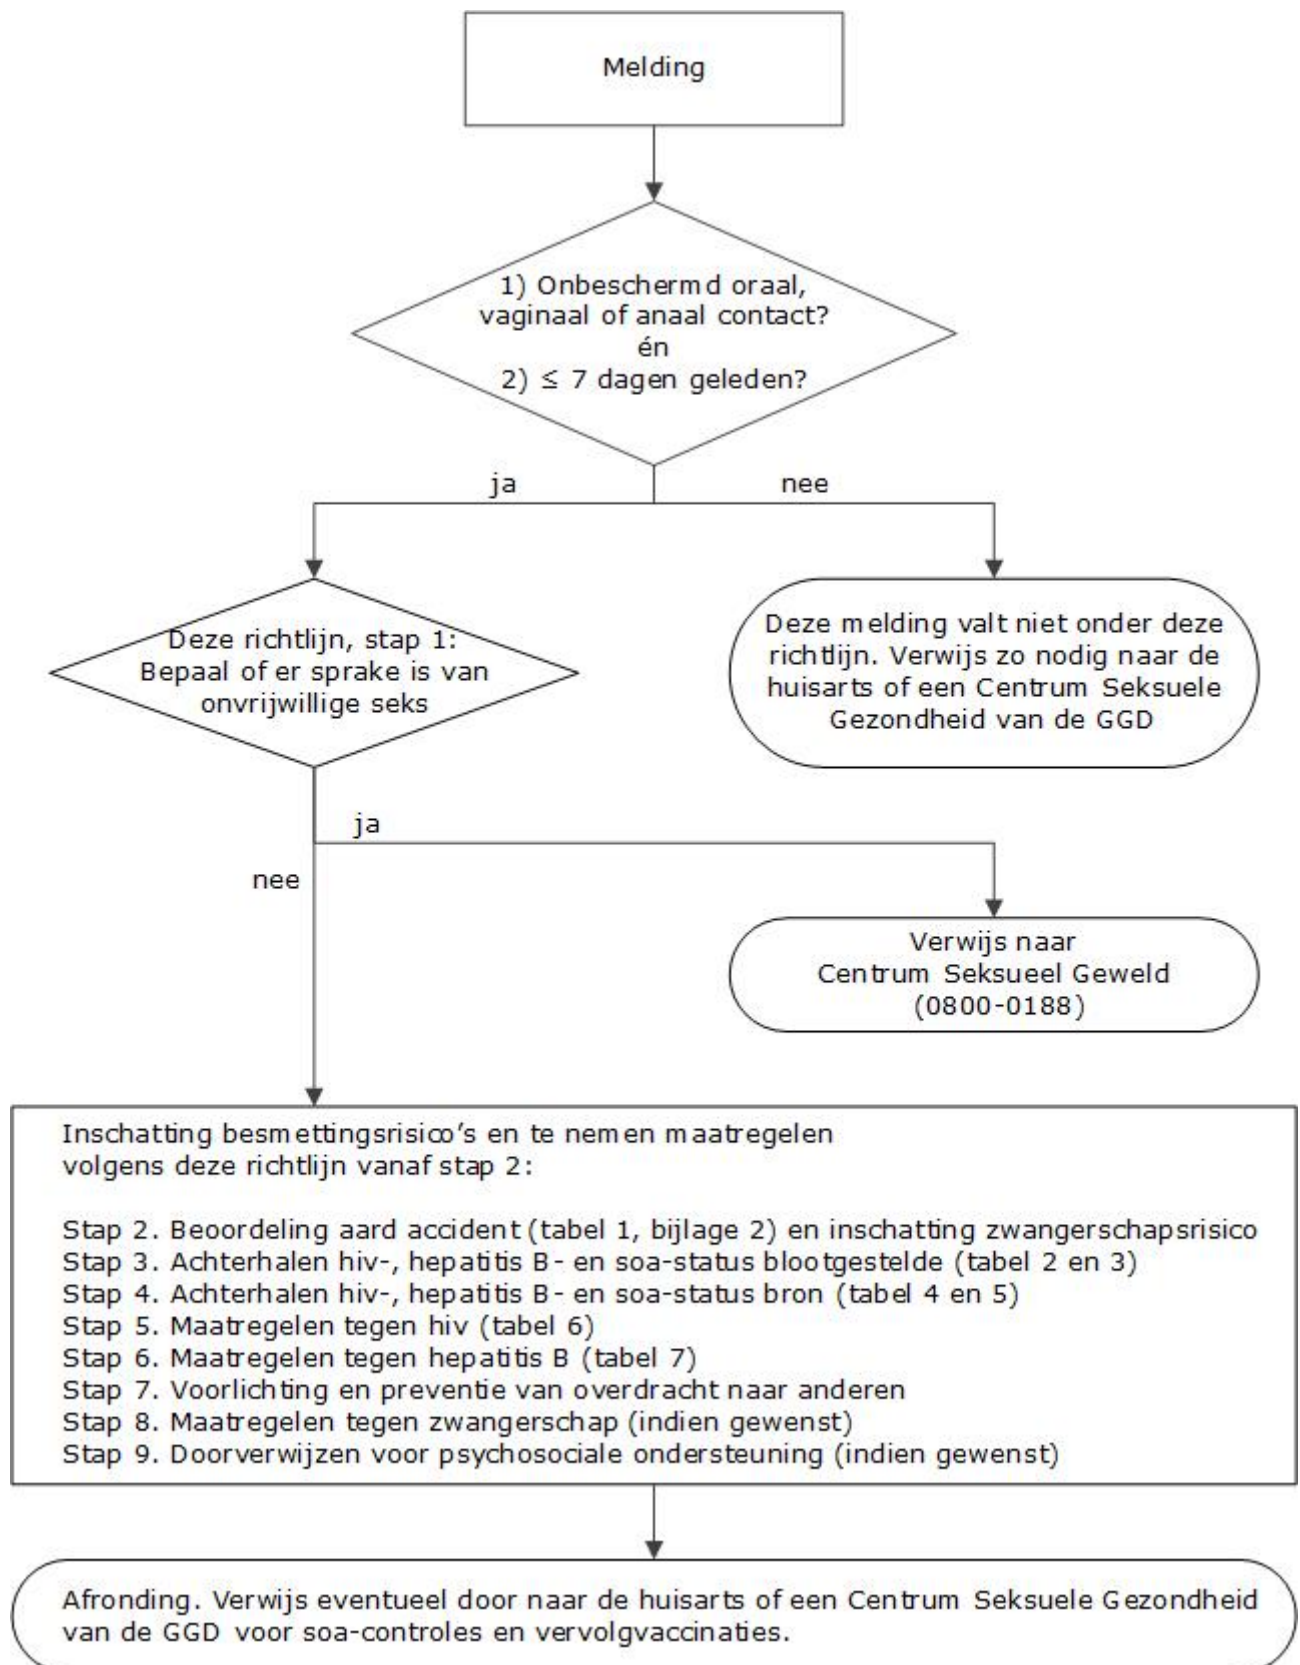 Melding
1) Onbeschermd oraal,
vaginaal of anaal contact?
én
2) ≤ 7 dagen geleden?
ja
nee
Deze richtlijn, stap 1:
Bepaal of er sprake is van
onvrijwillige seks
Deze melding valt niet onder deze
richtlijn. Verwijs zo nodig naar de
huisarts of een Centrum Seksuele
Gezondheid van de GGD
ja
nee
Verwijs naar
Centrum Seksueel Geweld
(0800-0188)
Inschatting besmettingsrisico's en te nemen maatregelen
volgens deze richtlijn vanaf stap 2:
Stap 2. Beoordeling aard accident (tabel 1, bijlage 2) en inschatting zwangerschapsrisico
Stap 3. Achterhalen hiv-, hepatitis B- en soa-status blootgestelde (tabel 2 en 3)
Stap 4. Achterhalen hiv-, hepatitis B- en soa-status bron (tabel 4 en 5)
Stap 5. Maatregelen tegen hiv (tabel 6)
Stap 6. Maatregelen tegen hepatitis B (tabel 7)
Stap 7. Voorlichting en preventie van overdracht naar anderen
Stap 8. Maatregelen tegen zwangerschap (indien gewenst)
Stap 9. Doorverwijzen voor psychosociale ondersteuning (indien gewenst)
Afronding. Verwijs eventueel door naar de huisarts of een Centrum Seksuele Gezondheid
van de GGD voor soa-controles en vervolgvaccinaties.